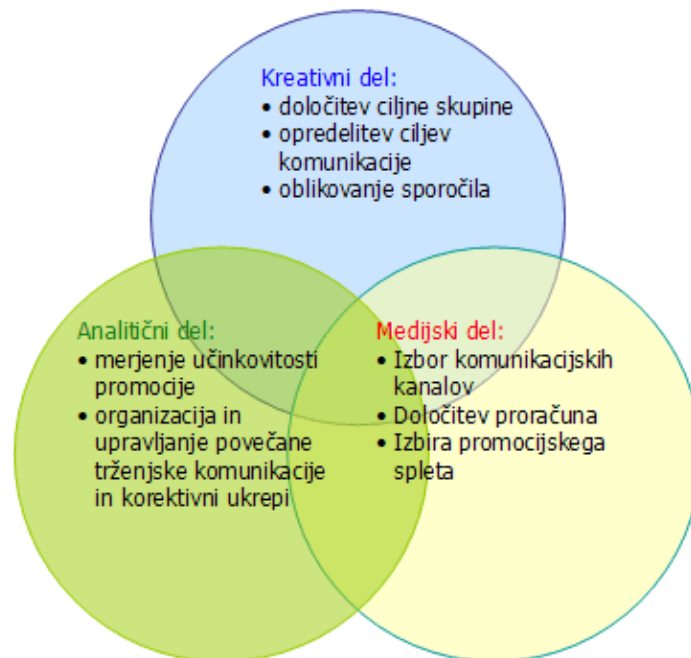 Kreativni del:
• določitev ciljne skupine
• opredelitev ciljev
komunikacije
• oblikovanje sporočila
Analitični del:
• merjenje učinkovitosti
promocije
• organizacija in
upravljanje povečane
trženjske komunikacije
in korektivni ukrepi
Medijski del:
• Izbor komunikacijskih
kanalov
• Določitev proračuna
• Izbira promocijskega
spleta